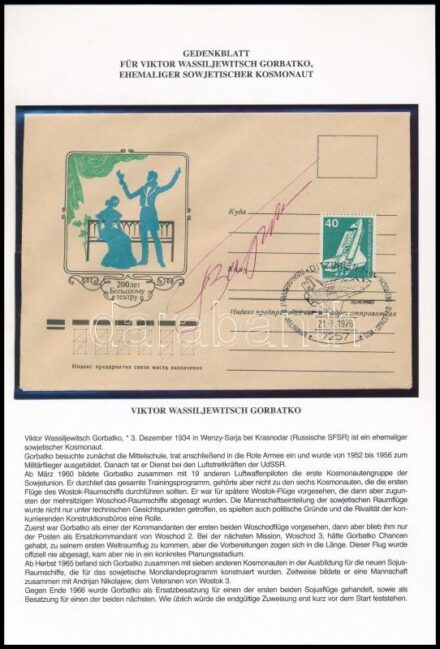 GEDENKBLATT
FÜR VIKTOR WASSILJEWITSCH GORBATKO,
EHEMALIGER SOWJETISCHER KOSMONAUT
40
Куда
200 лет
Большому
театру
DITZINGEN
21-8.1976
7257
Индекс предприятия связи места назначения
darabanth
VIKTOR WASSILJEWITSCH GORBATKO
Viktor Wassiljewitsch Gorbatko, * 3. Dezember 1934 in Wenzy-Sarja bei Krasnodar (Russische SFSR) ist ein ehemaliger
sowjetischer Kosmonaut.
Gorbatko besuchte zunächst die Mittelschule, trat anschließend in die Rote Armee ein und wurde von 1952 bis 1956 zum
Militärflieger ausgebildet. Danach tat er Dienst bei den Luftstreitkräften der UdSSR.
Ab März 1960 bildete Gorbatko zusammen mit 19 anderen Luftwaffenpiloten die erste Kosmonautengruppe der
Sowjetunion. Er durchlief das gesamte Trainingsprogramm, gehörte aber nicht zu den sechs Kosmonauten, die die ersten
Flüge des Wostok-Raumschiffs durchführen sollten. Er war für spätere Wostok-Flüge vorgesehen, die dann aber zugun-
sten der mehrsitzigen Woschod-Raumschiffe abgesagt wurden. Die Mannschaftseinteilung der sowjetischen Raumflüge
wurde nicht nur unter technischen Gesichtspunkten getroffen, es spielten auch politische Gründe und die Rivalität der kon-
kurrierenden Konstruktionsbüros eine Rolle.
Zuerst war Gorbatko als einer der Kommandanten der ersten beiden Woschodflüge vorgesehen, dann aber blieb ihm nur
der Posten als Ersatzkommandant von Woschod 2. Bei der nächsten Mission, Woschod 3, hätte Gorbatko Chancen
gehabt, zu seinem ersten Weltraumflug zu kommen, aber die Vorbereitungen zogen sich in die Länge. Dieser Flug wurde
offiziell nie abgesagt, kam aber nie in ein konkretes Planungsstadium.
Ab Herbst 1965 befand sich Gorbatko zusammen mit sieben anderen Kosmonauten in der Ausbildung für die neuen Sojus-
Raumschiffe, die für das sowjetische Mondlandeprogramm konstruiert wurden. Zeitweise bildete er eine Mannschaft
zusammen mit Andrijan Nikolajew, dem Veteranen von Wostok 3.
Gegen Ende 1966 wurde Gorbatko als Ersatzbesatzung für einen der ersten beiden Sojusflüge gehandelt, sowie als
Besatzung für einen der beiden nächsten. Wie üblich würde die endgültige Zuweisung erst kurz vor dem Start feststehen.